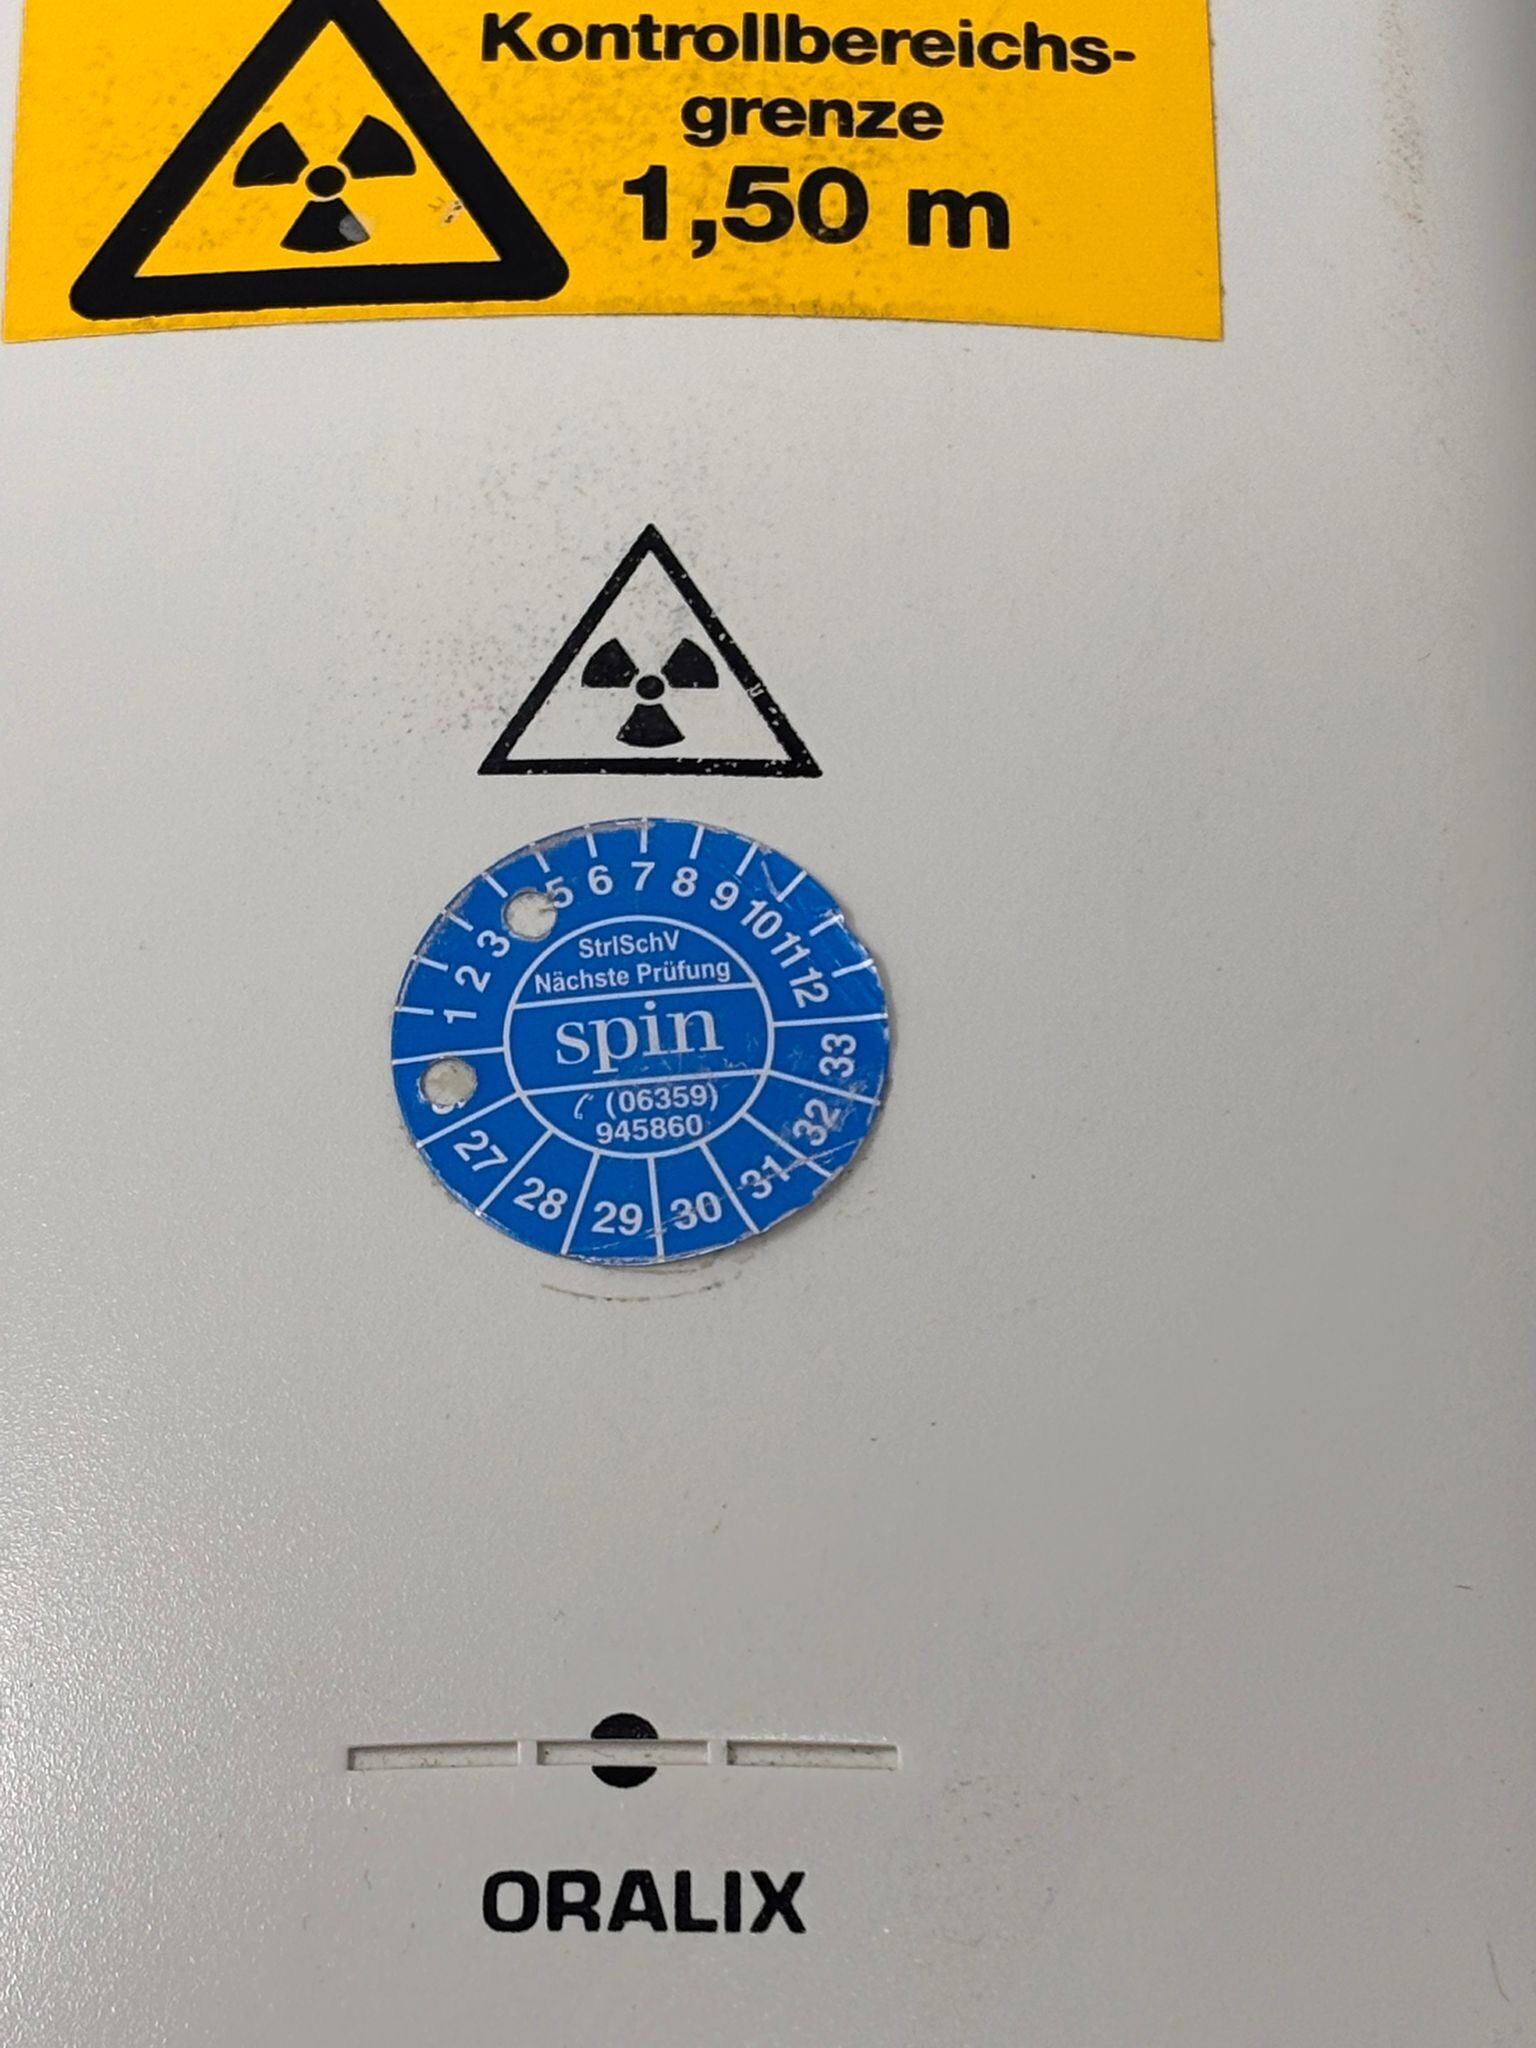 Kontrollbereichs-
grenze
1,50 m
1 2 3 5 6 7 8 9 10 11 12
StrlSchV
Nächste Prüfung
spin
(06359)
945860
27 28 29 30 31 32 33
ORALIX